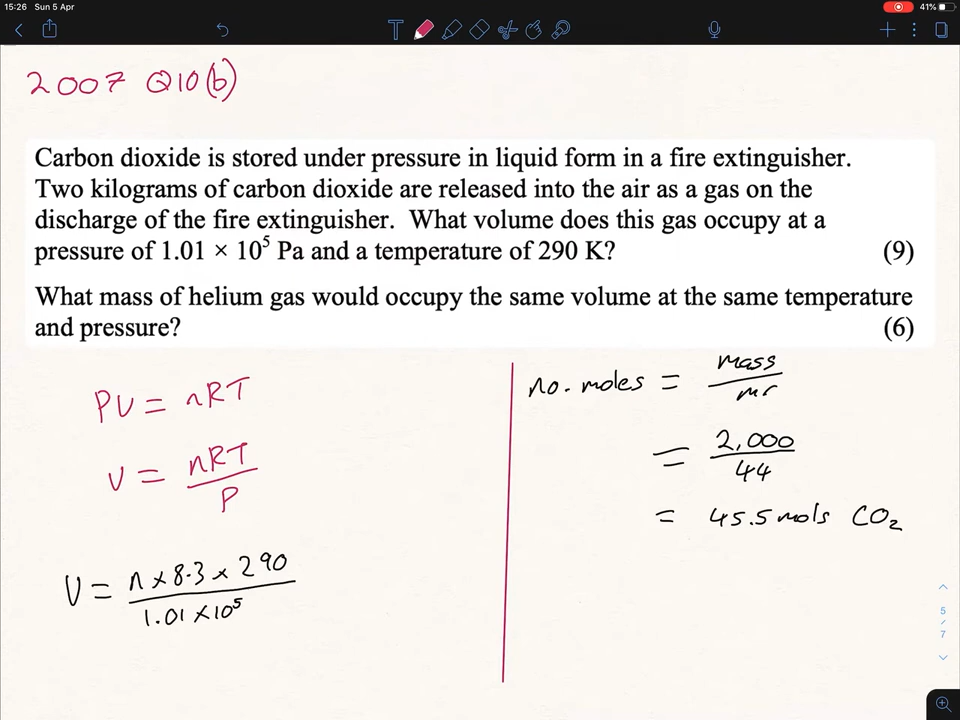 15:26 Sun 5 Apr
41%
2007 Q10(b)
Carbon dioxide is stored under pressure in liquid form in a fire extinguisher.
Two kilograms of carbon dioxide are released into the air as a gas on the
discharge of the fire extinguisher. What volume does this gas occupy at a
pressure of 1.01 × 10⁵ Pa and a temperature of 290 K? (9)
What mass of helium gas would occupy the same volume at the same temperature
and pressure? (6)
PV = nRT
V = nRT
P
V = n × 8.3 × 290
1.01 × 10⁵
no. moles = mass
mr
= 2,000
44
= 45.5 mols CO₂
5
/
7